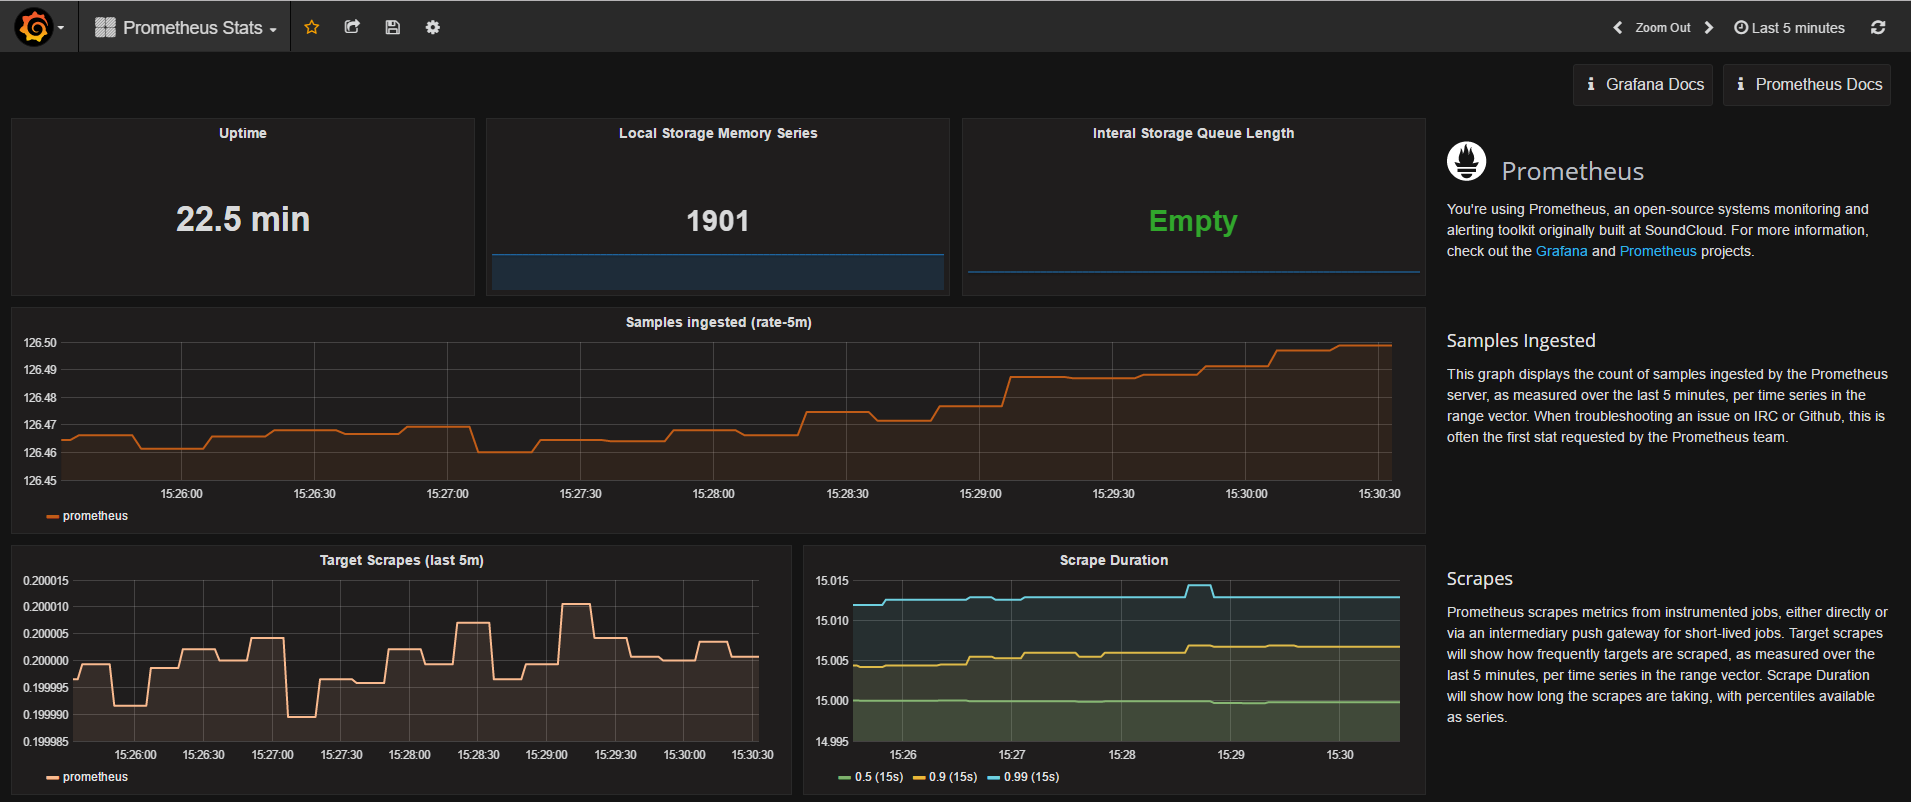 Prometheus Stats
Zoom Out
Last 5 minutes
Grafana Docs
Prometheus Docs
Uptime
22.5 min
Local Storage Memory Series
1901
Interal Storage Queue Length
Empty
Prometheus
You're using Prometheus, an open-source systems monitoring and
alerting toolkit originally built at SoundCloud. For more information,
check out the Grafana and Prometheus projects.
Samples ingested (rate-5m)
126.50
126.49
126.48
126.47
126.46
126.45
15:26:00 15:26:30 15:27:00 15:27:30 15:28:00 15:28:30 15:29:00 15:29:30 15:30:00 15:30:30
prometheus
Samples Ingested
This graph displays the count of samples ingested by the Prometheus
server, as measured over the last 5 minutes, per time series in the
range vector. When troubleshooting an issue on IRC or Github, this is
often the first stat requested by the Prometheus team.
Target Scrapes (last 5m)
0.200015
0.200010
0.200005
0.200000
0.199995
0.199990
0.199985
15:26:00 15:26:30 15:27:00 15:27:30 15:28:00 15:28:30 15:29:00 15:29:30 15:30:00 15:30:30
prometheus
Scrape Duration
15.015
15.010
15.005
15.000
14.995
15:26 15:27 15:28 15:29 15:30
0.5 (15s) 0.9 (15s) 0.99 (15s)
Scrapes
Prometheus scrapes metrics from instrumented jobs, either directly or
via an intermediary push gateway for short-lived jobs. Target scrapes
will show how frequently targets are scraped, as measured over the
last 5 minutes, per time series in the range vector. Scrape Duration
will show how long the scrapes are taking, with percentiles available
as series.